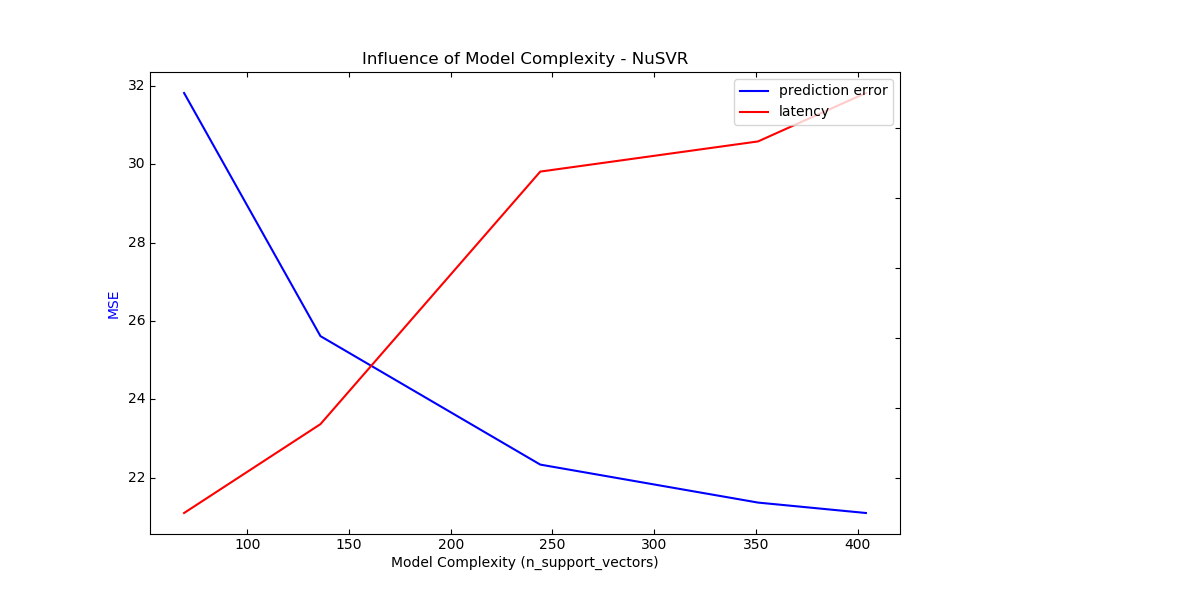 Influence of Model Complexity - NuSVR
prediction error
latency
32
30
28
26
24
22
MSE
100 150 200 250 300 350 400
Model Complexity (n_support_vectors)